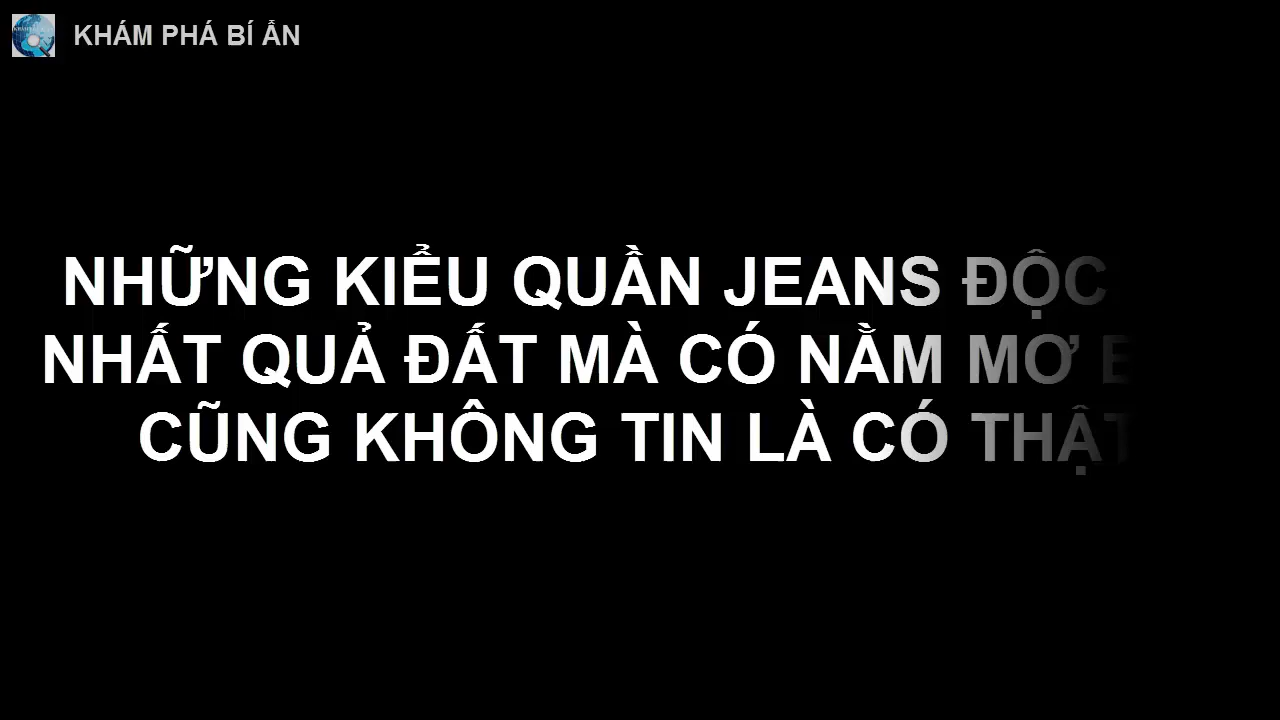 KHÁM PHÁ BÍ ẨN
NHỮNG KIỂU QUẦN JEANS ĐỘC
NHẤT QUẢ ĐẤT MÀ CÓ NẰM MƠ
CŨNG KHÔNG TIN LÀ CÓ THẬT